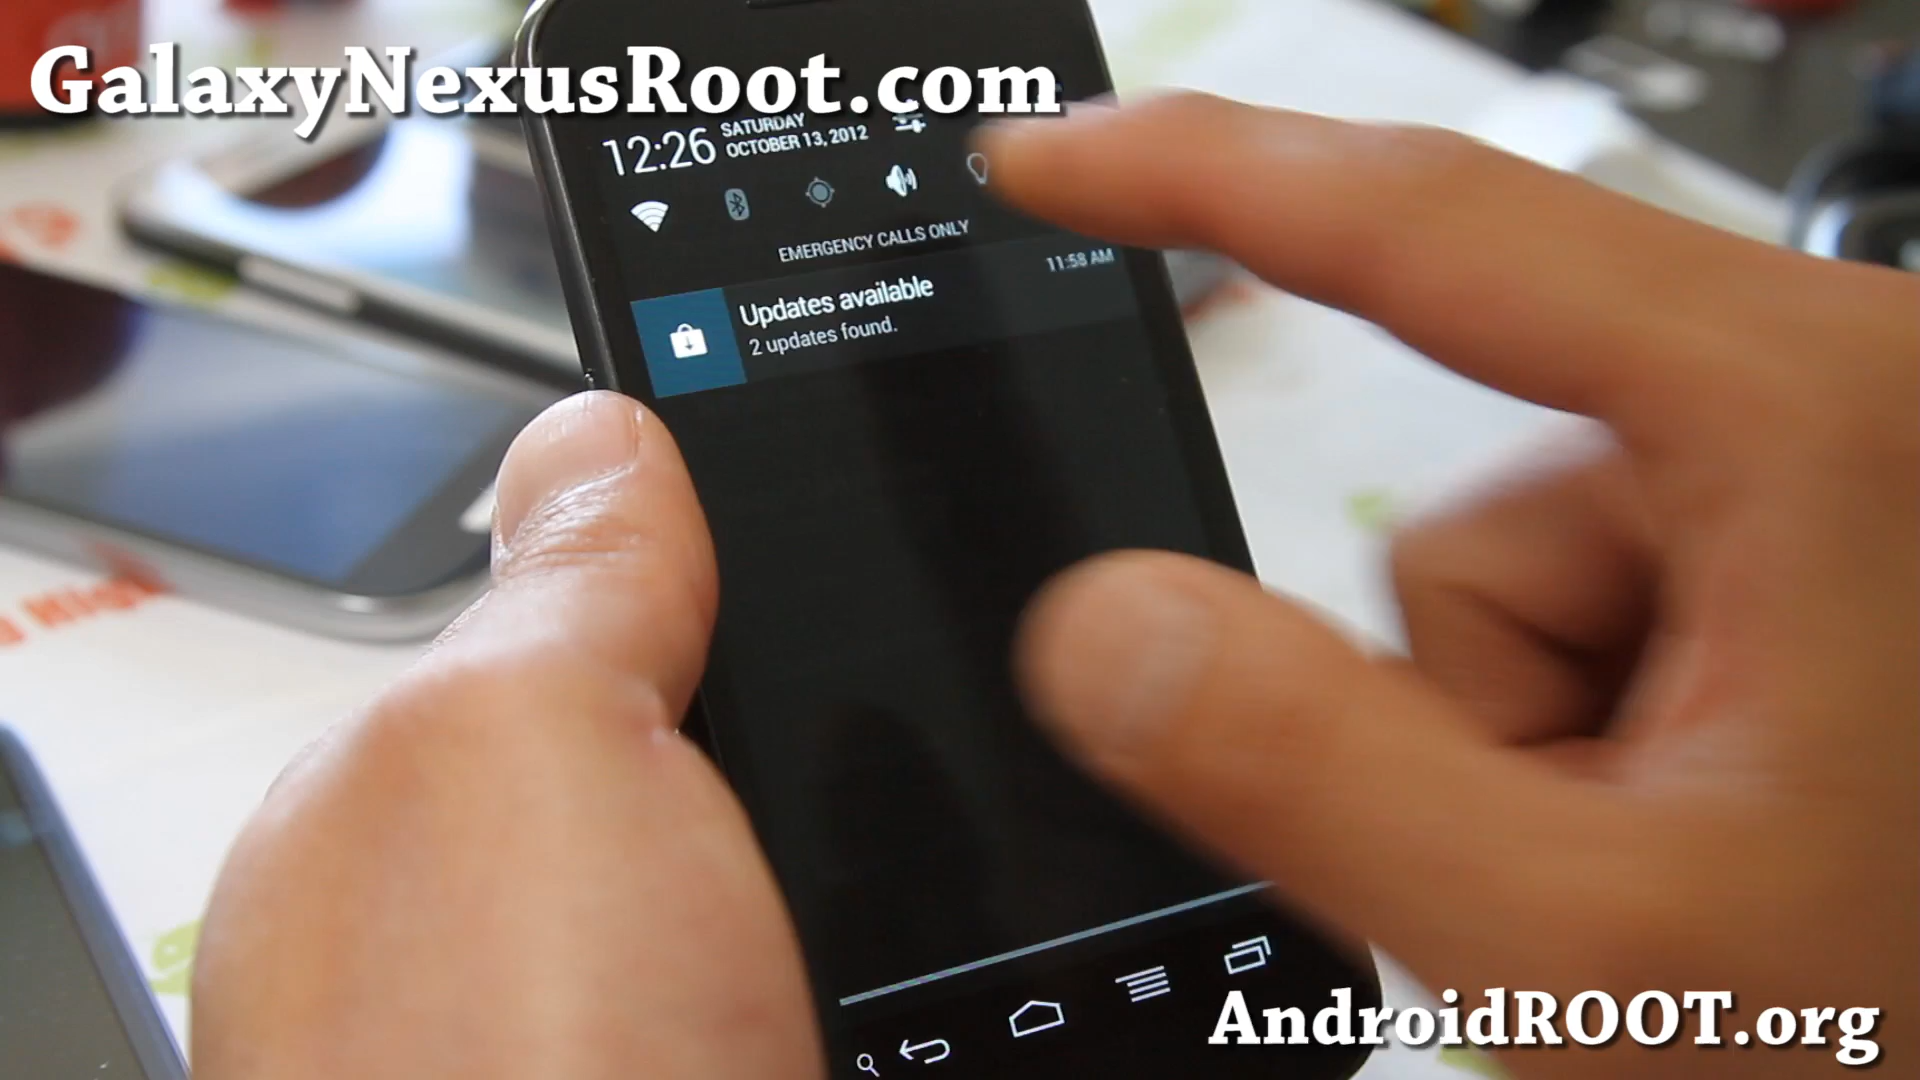 GalaxyNexusRoot.com
12:26
SATURDAY
OCTOBER 13, 2012
EMERGENCY CALLS ONLY
Updates available
11:58 AM
2 updates found.
AndroidROOT.org